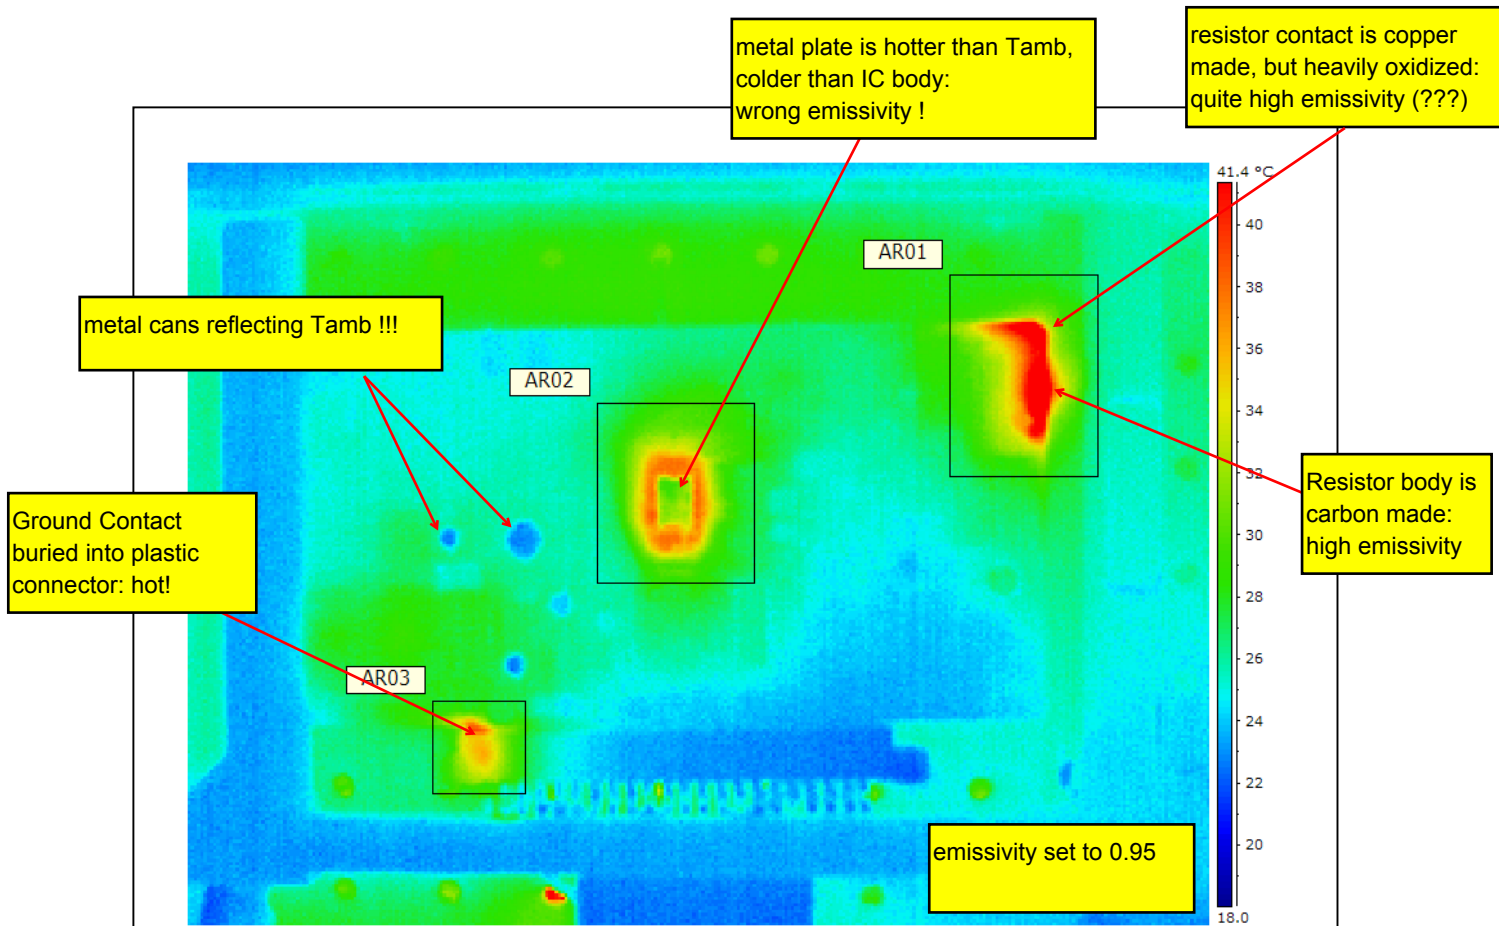 metal plate is hotter than Tamb,
colder than IC body:
wrong emissivity !
resistor contact is copper
made, but heavily oxidized:
quite high emissivity (???)
41.4 °C
40
38
36
34
32
30
28
26
24
22
20
18.0
AR01
metal cans reflecting Tamb !!!
AR02
Resistor body is
carbon made:
high emissivity
Ground Contact
buried into plastic
connector: hot!
AR03
emissivity set to 0.95